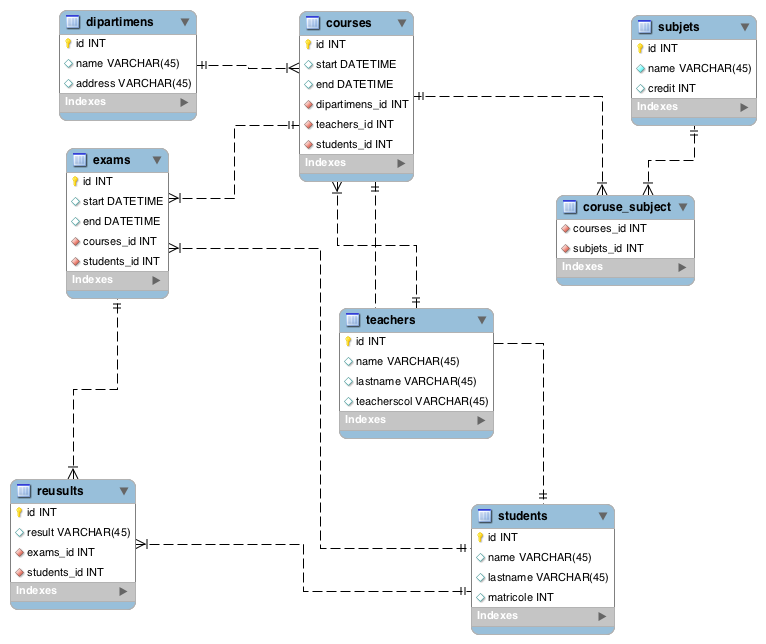 dipartimens
id INT
name VARCHAR(45)
address VARCHAR(45)
Indexes
courses
id INT
start DATETIME
end DATETIME
dipartimens_id INT
teachers_id INT
students_id INT
Indexes
subjets
id INT
name VARCHAR(45)
credit INT
Indexes
exams
id INT
start DATETIME
end DATETIME
courses_id INT
students_id INT
Indexes
coruse_subject
courses_id INT
subjets_id INT
Indexes
teachers
id INT
name VARCHAR(45)
lastname VARCHAR(45)
teacherscol VARCHAR(45)
Indexes
reusults
id INT
result VARCHAR(45)
exams_id INT
students_id INT
Indexes
students
id INT
name VARCHAR(45)
lastname VARCHAR(45)
matricole INT
Indexes